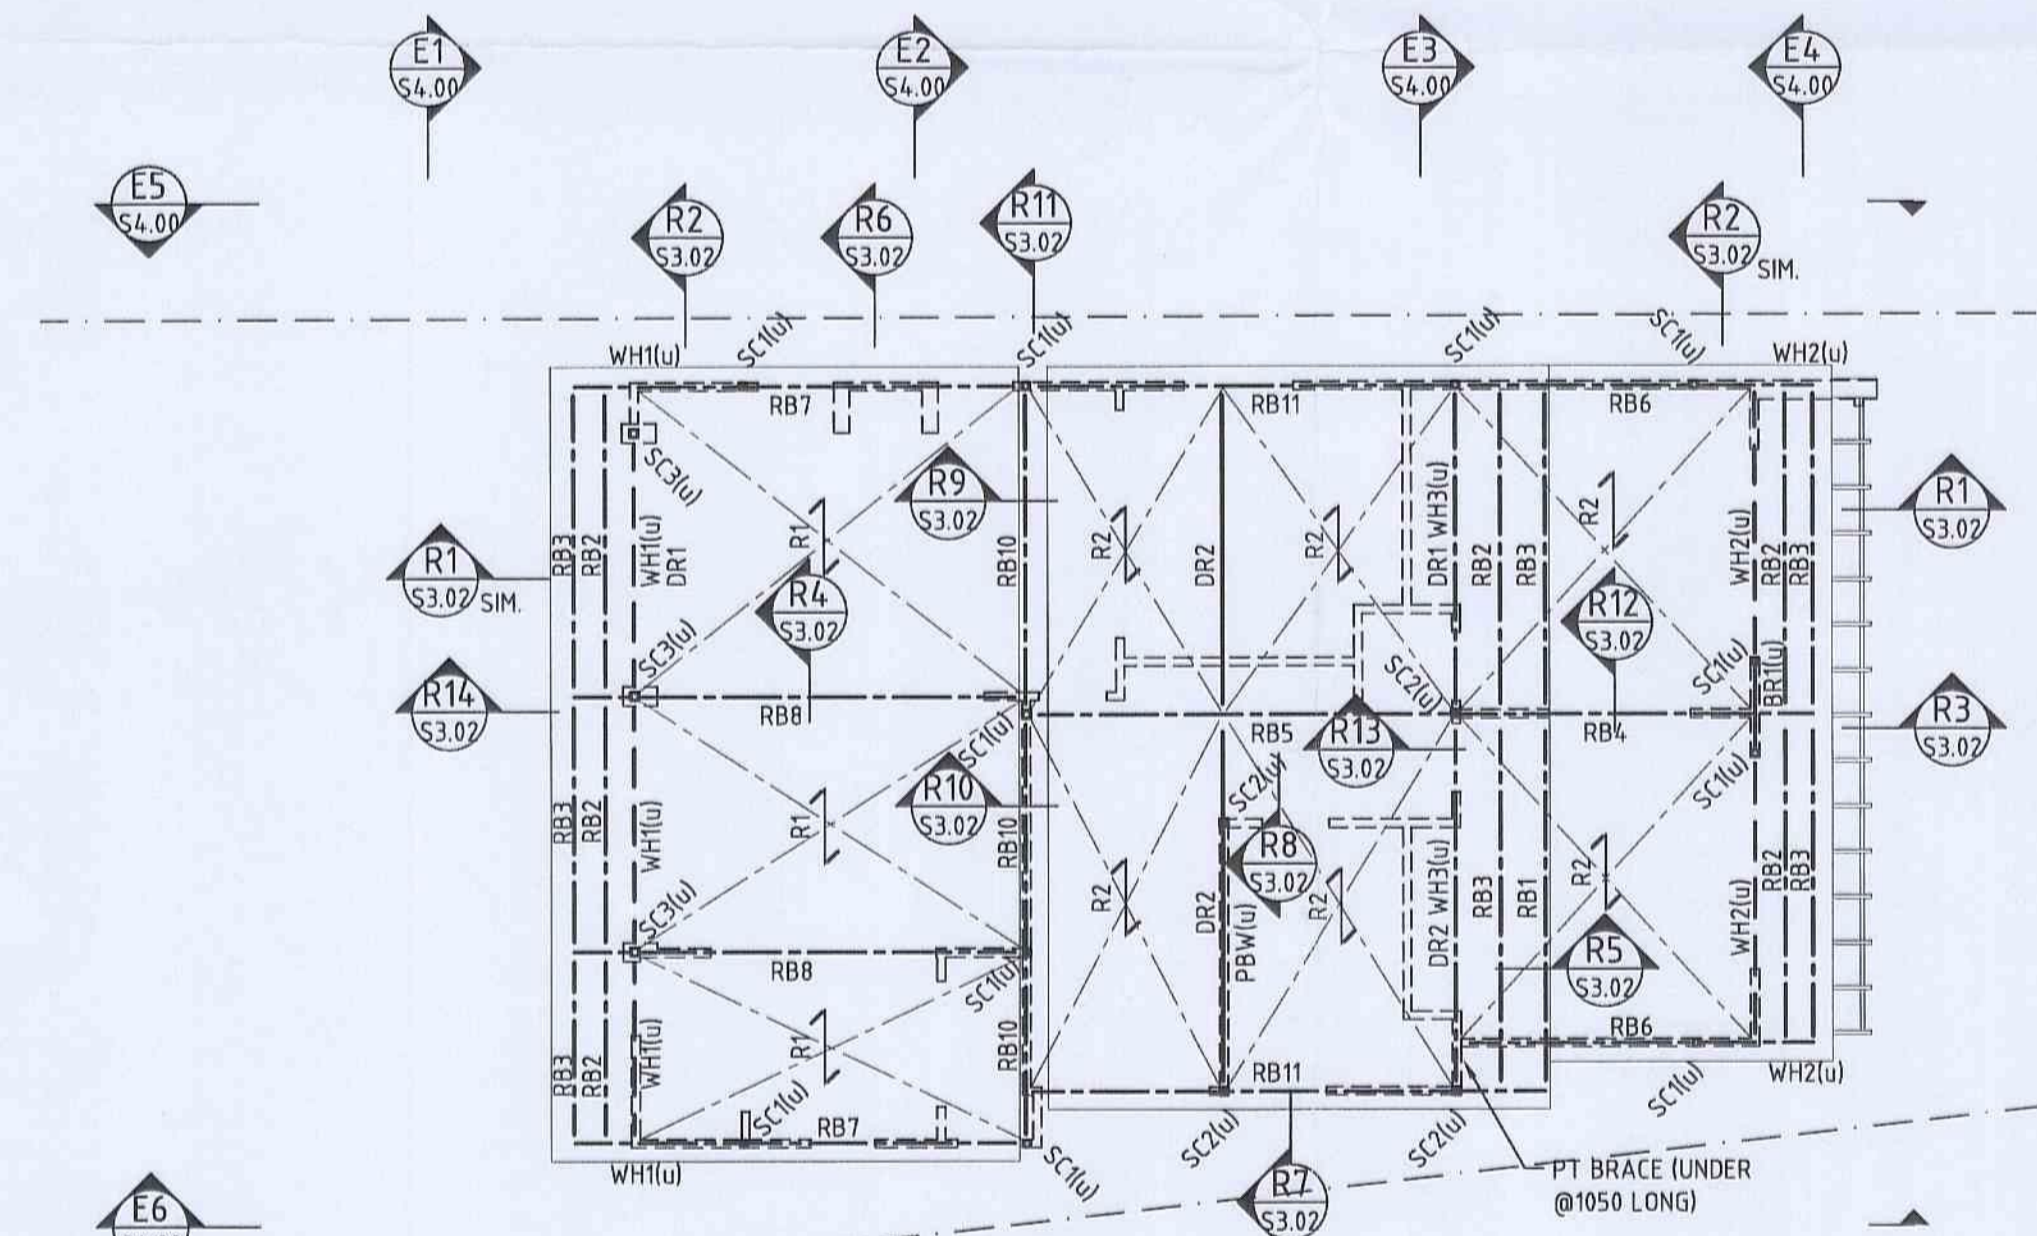 E1
S4.00
E2
S4.00
E3
S4.00
E4
S4.00
E5
S4.00
R2
S3.02
R6
S3.02
R11
S3.02
R2
S3.02 SIM.
WH1(u)
SC1(u)
SC1(u)
SC1(u)
SC1(u)
WH2(u)
RB7
RB11
RB6
SC3(u)
R9
S3.02
R1
S3.02
R1
S3.02 SIM.
RB3
RB2
WH1(u)
DR1
R1
RB10
R2
DR2
R2
DR1 WH3(u)
RB2
RB3
R2
WH2(u)
RB2
RB3
R4
S3.02
R12
S3.02
SC3(u)
SC2(u)
SC1(u)
BR1(u)
R14
S3.02
RB8
RB5
RB4
R3
S3.02
SC1(u)
R13
S3.02
SC2(u)
SC1(u)
R10
S3.02
RB3
RB2
WH1(u)
R1
RB10
R8
S3.02
R2
DR2
PBW(u)
R2
DR2 WH3(u)
RB3
RB1
R2
WH2(u)
RB2
RB3
SC3(u)
RB8
SC1(u)
R5
S3.02
RB3
RB2
WH1(u)
R1
RB10
RB11
RB6
SC1(u)
RB7
SC1(u)
WH2(u)
WH1(u)
SC1(u)
SC2(u)
SC2(u)
PT BRACE (UNDER
@1050 LONG)
R7
S3.02
E6